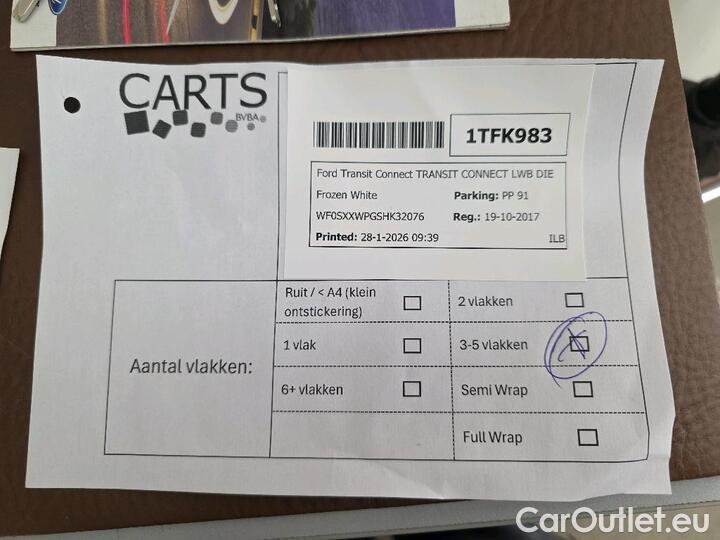 CARTS
BVBA
1TFK983
Ford Transit Connect TRANSIT CONNECT LWB DIE
Frozen White Parking: PP 91
WF0SXXWPGSHK32076 Reg.: 19-10-2017
Printed: 28-1-2026 09:39 ILB
Aantal vlakken:
Ruit / < A4 (klein
ontstickering)
2 vlakken
1 vlak
3-5 vlakken
6+ vlakken
Semi Wrap
Full Wrap
CarOutlet.eu